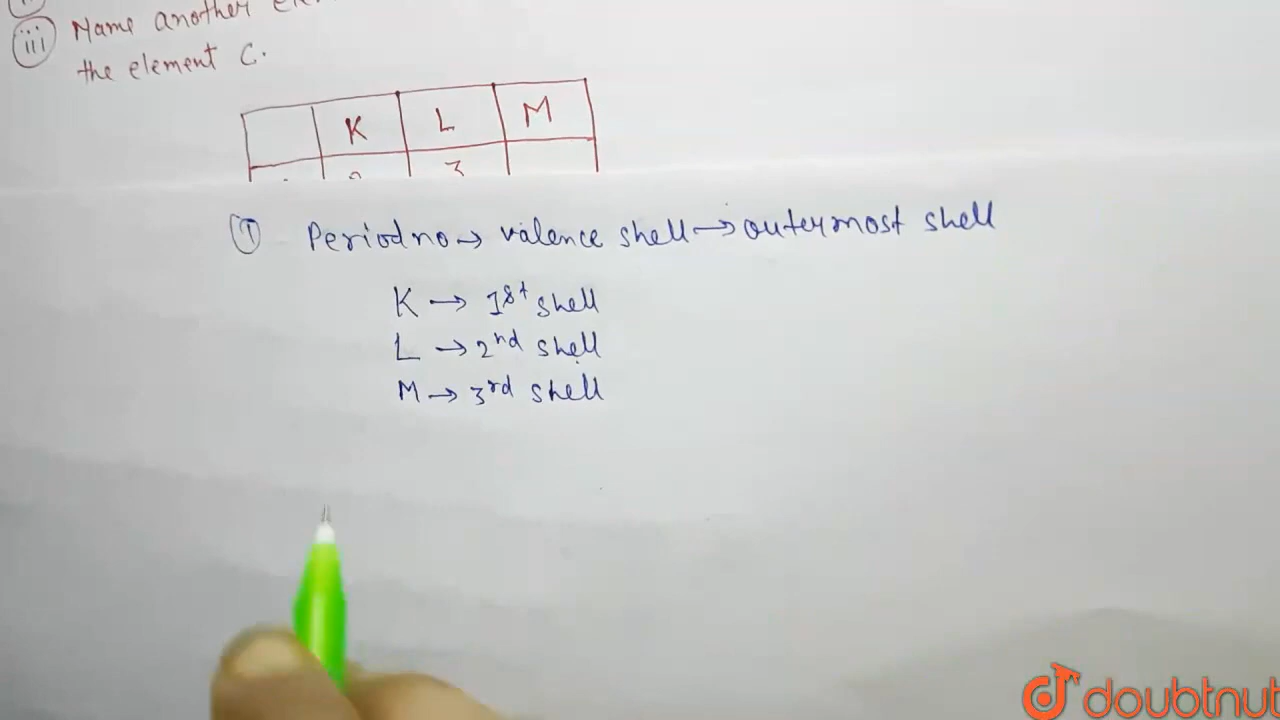 iii Name another
the element C.
K L M
3
① Period no → valence shell → outermost shell
K → 1st shell
L → 2nd shell
M → 3rd shell
doubtnut